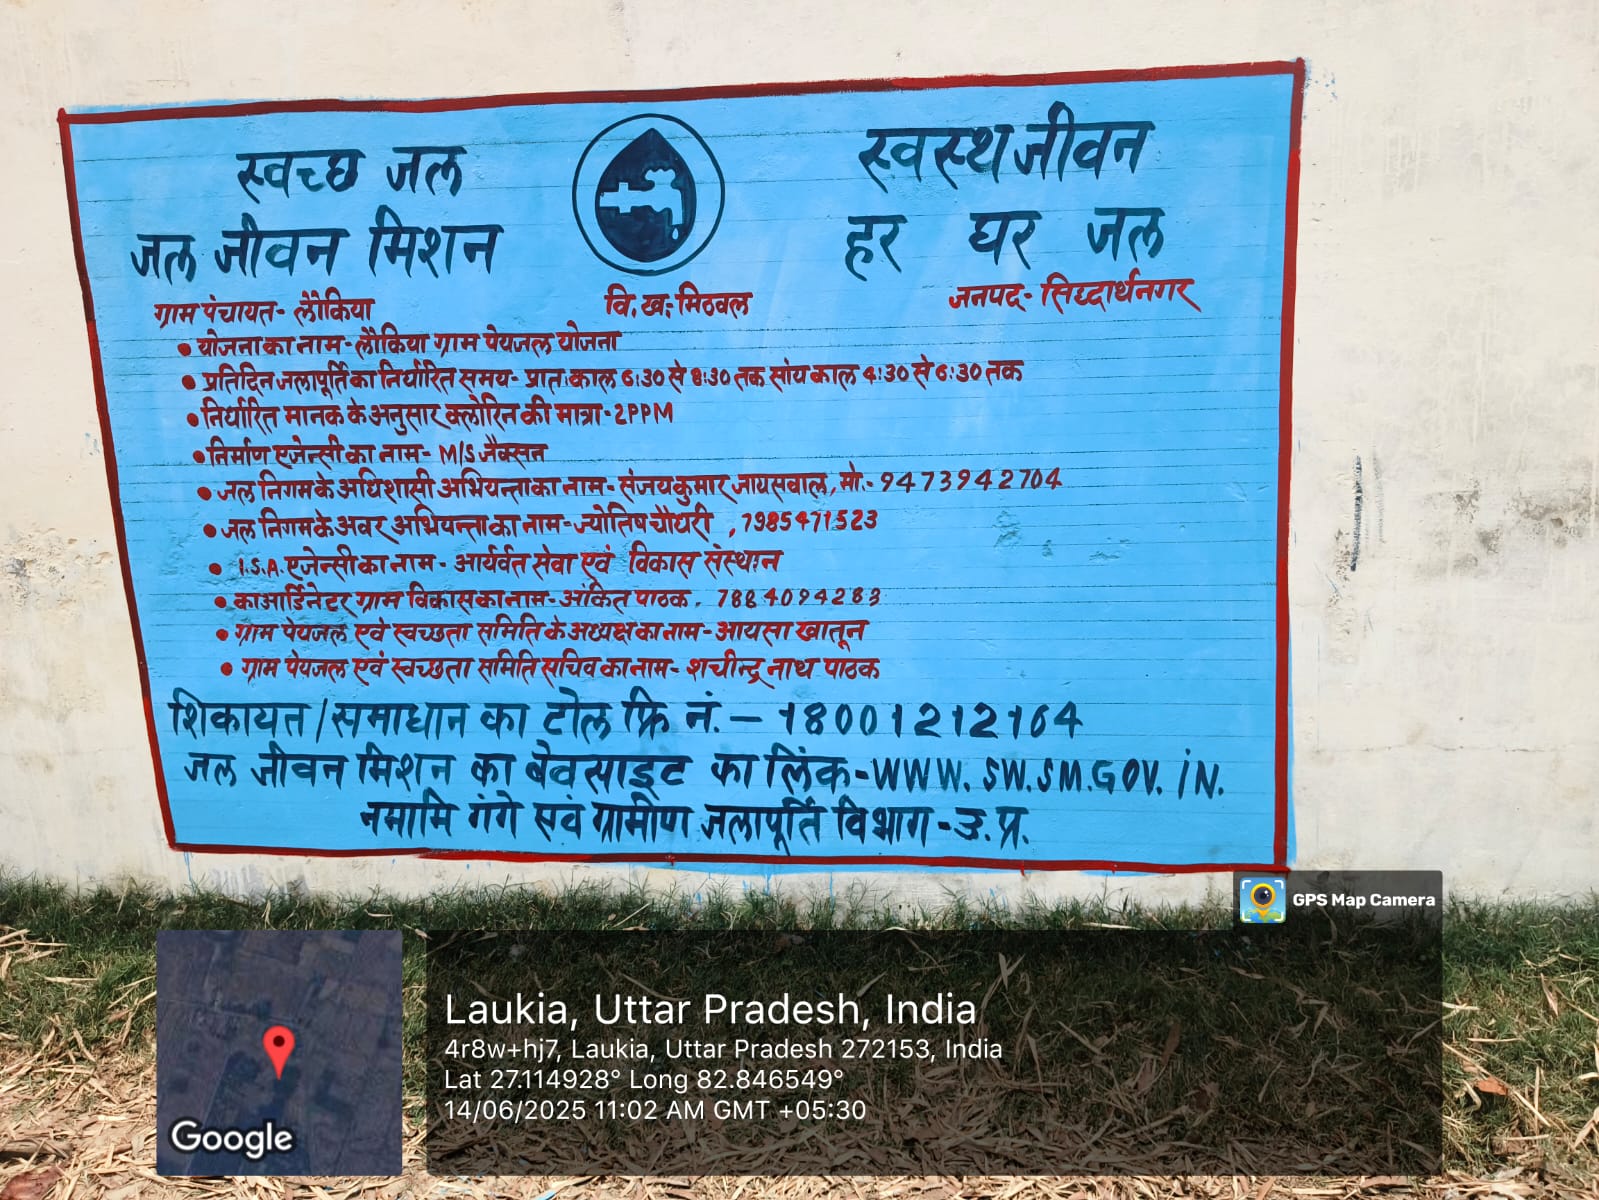 स्वच्छ जल
स्वस्थ जीवन
जल जीवन मिशन
हर घर जल
ग्राम पंचायत- लौकिया
वि.ख: मिठवल
जनपद- सिद्धार्थनगर
• योजना का नाम- लौकिया ग्राम पेयजल योजना
• प्रतिदिन जलापूर्ति का निर्धारित समय- प्रात: काल 6:30 से 8:30 तक सांय काल 4:30 से 6:30 तक
• निर्धारित मानक के अनुसार क्लोरिन की मात्रा- 2PPM
• निर्माण एजेन्सी का नाम- M/S जैक्सन
• जल निगम के अधिशासी अभियन्ता का नाम- संजय कुमार जायसवाल, मो.- 9473942704
• जल निगम के अवर अभियन्ता का नाम- ज्योतिष चौधरी , 7985471523
• I.S.A. एजेन्सी का नाम- आर्यर्वत सेवा एवं विकास संस्थान
• काआर्डिनेटर ग्राम विकास का नाम- अंकित पाठक, 7884094283
• ग्राम पेयजल एवं स्वच्छता समिति के अध्यक्ष का नाम- आयसा खातून
• ग्राम पेयजल एवं स्वच्छता समिति सचिव का नाम- शचीन्द्र नाथ पाठक
शिकायत/समाधान का टोल फ्रि नं. - 18001212164
जल जीवन मिशन का बेवसाइट का लिंक- WWW. SW.SM.GOV. iN.
नमामि गंगे एवं ग्रामीण जलापूर्ति विभाग- उ.प्र.
GPS Map Camera
Laukia, Uttar Pradesh, India
4r8w+hj7, Laukia, Uttar Pradesh 272153, India
Lat 27.114928° Long 82.846549°
14/06/2025 11:02 AM GMT +05:30
Google